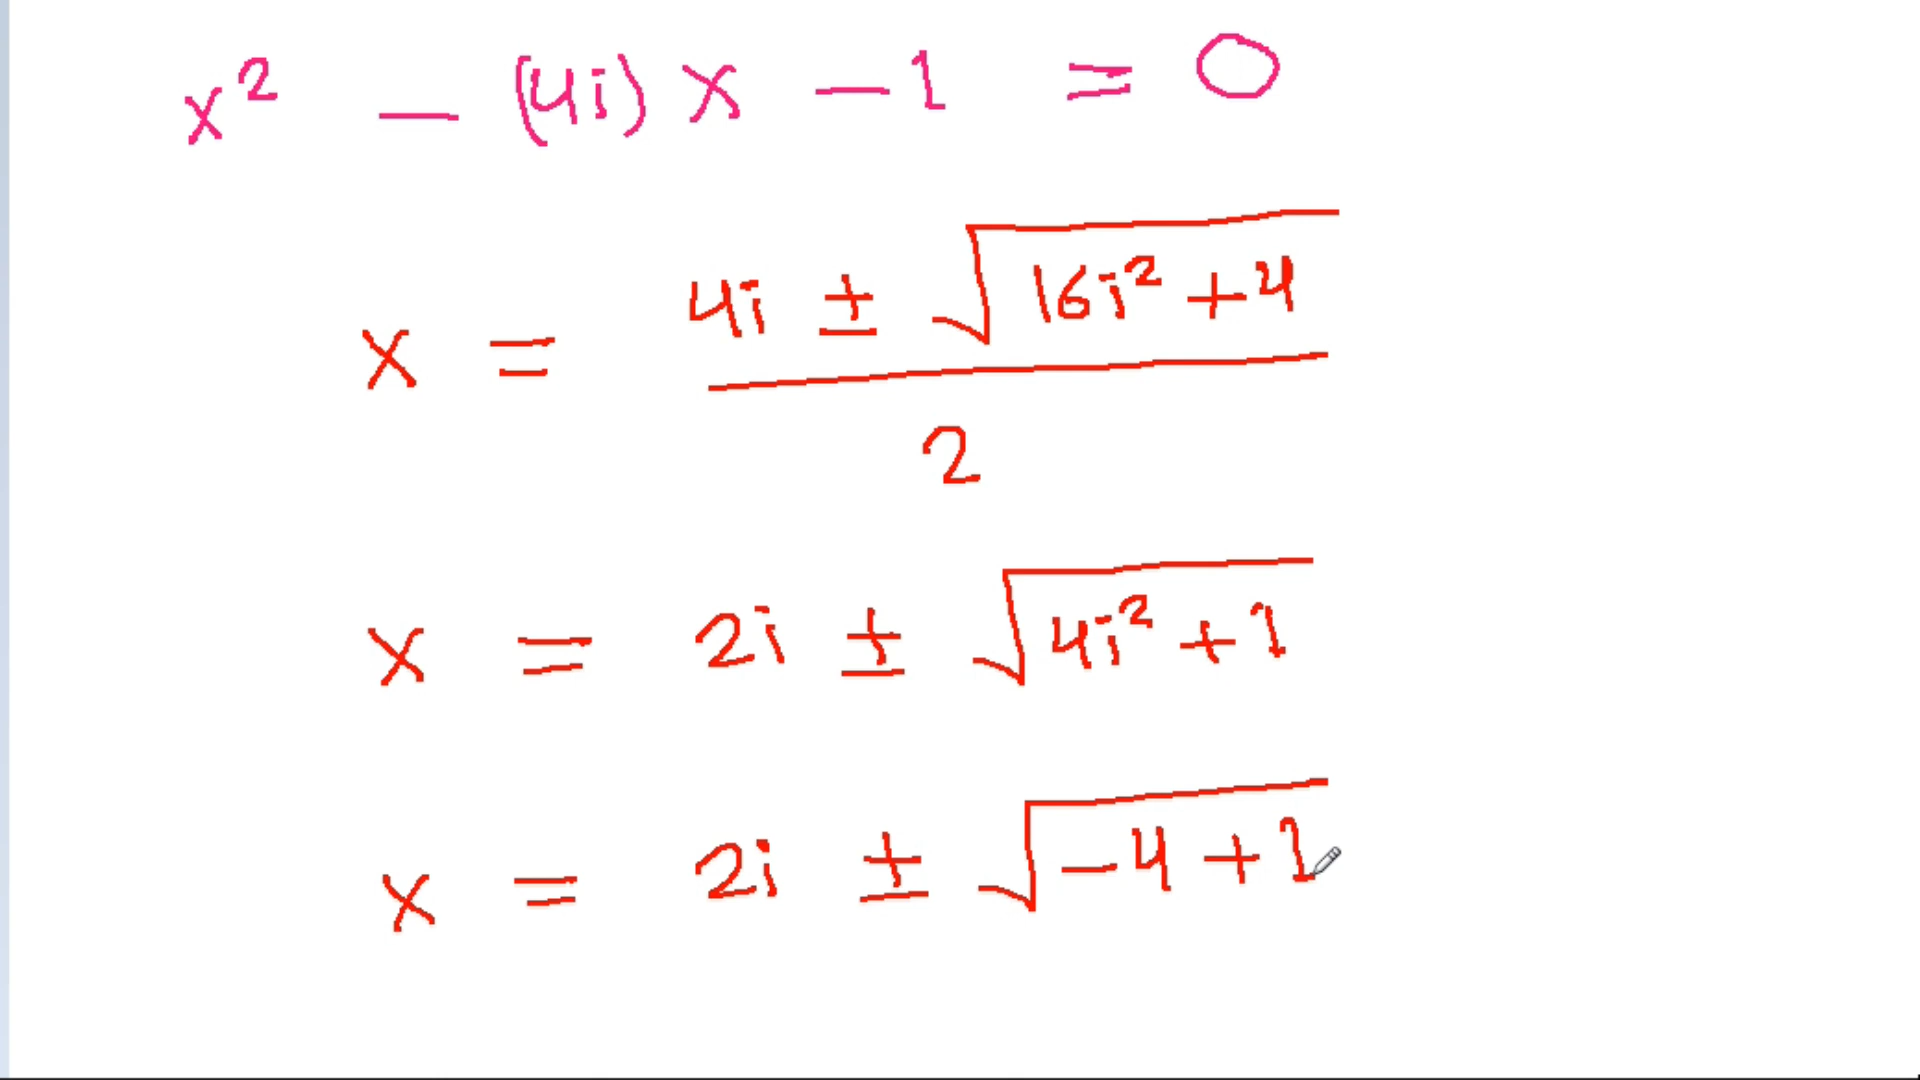 x² - (4i) x - 1 = 0
x = (4i ± √(16i² + 4)) / 2
x = 2i ± √(4i² + 1)
x = 2i ± √(-4 + 1)